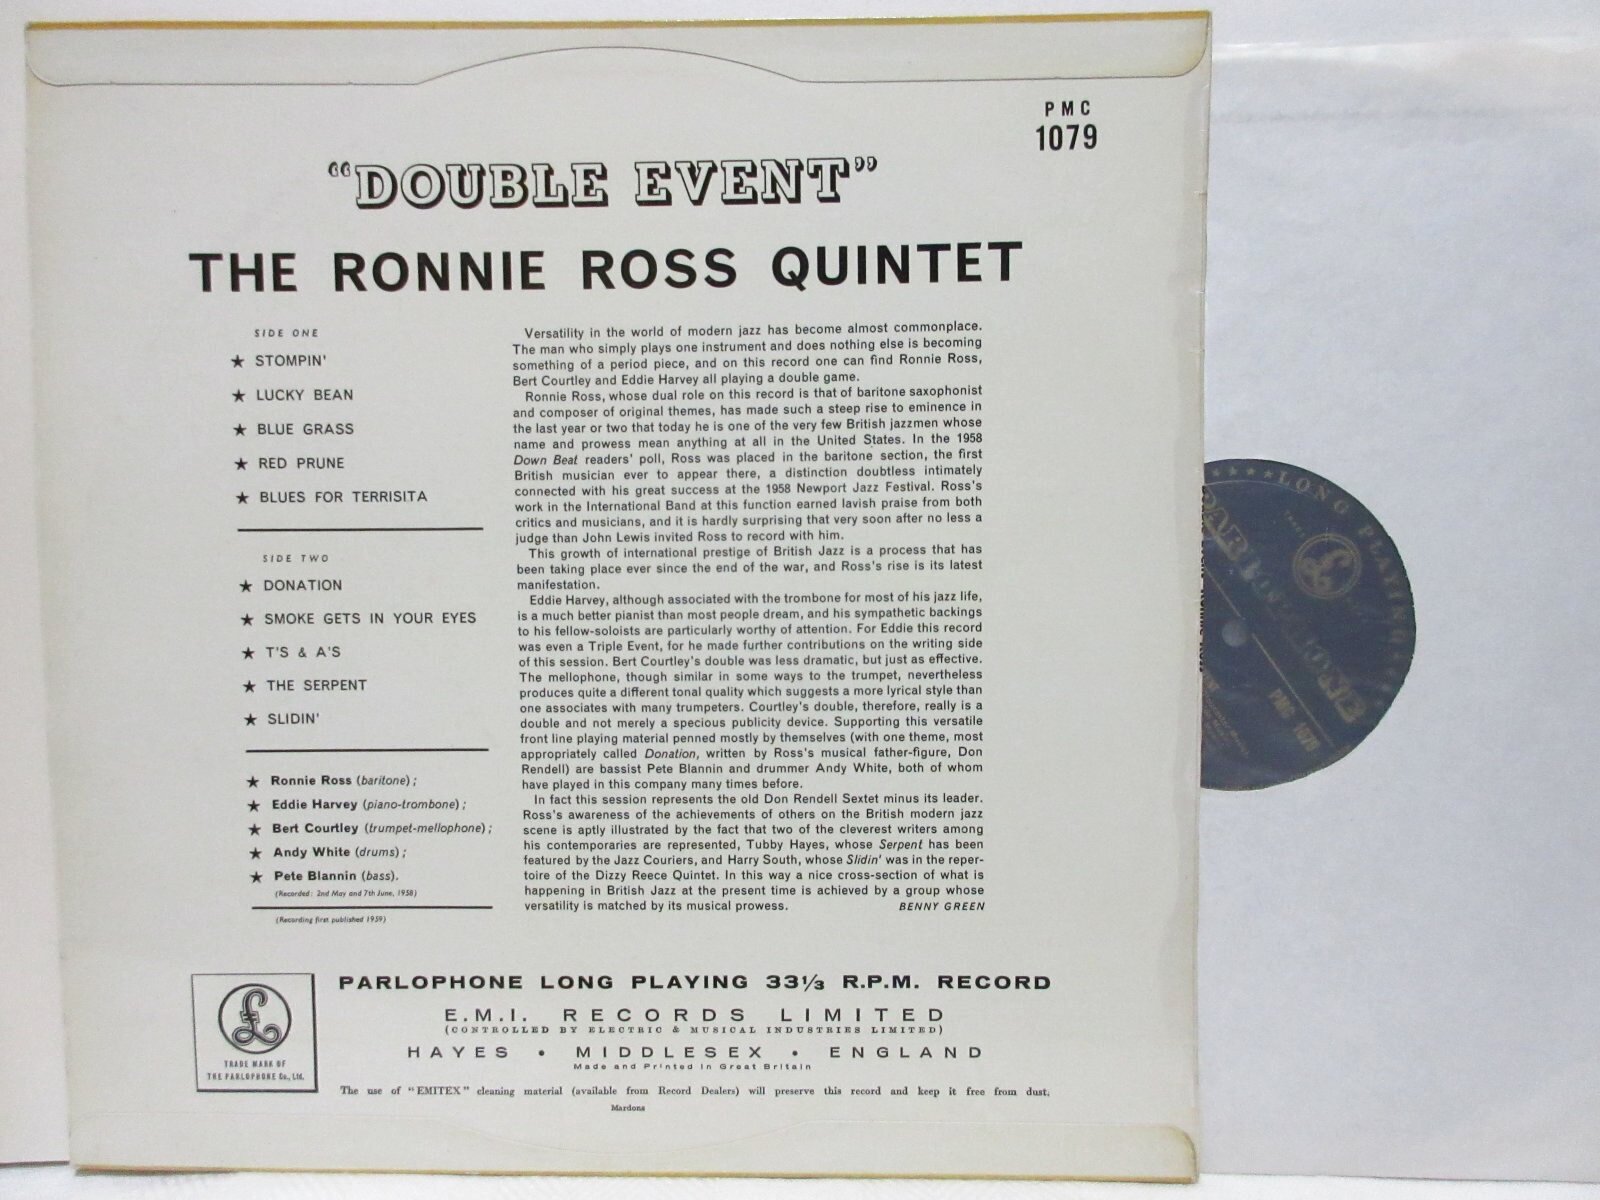 PMC
1079
“DOUBLE EVENT”
THE RONNIE ROSS QUINTET
SIDE ONE
★ STOMPIN'
★ LUCKY BEAN
★ BLUE GRASS
★ RED PRUNE
★ BLUES FOR TERRISITA
SIDE TWO
★ DONATION
★ SMOKE GETS IN YOUR EYES
★ T'S & A'S
★ THE SERPENT
★ SLIDIN'
★ Ronnie Ross (baritone);
★ Eddie Harvey (piano-trombone);
★ Bert Courtley (trumpet-mellophone);
★ Andy White (drums);
★ Pete Blannin (bass).
(Recorded: 2nd May and 7th June, 1958)
(Recording first published 1959)
Versatility in the world of modern jazz has become almost commonplace.
The man who simply plays one instrument and does nothing else is becoming
something of a period piece, and on this record one can find Ronnie Ross,
Bert Courtley and Eddie Harvey all playing a double game.
Ronnie Ross, whose dual role on this record is that of baritone saxophonist
and composer of original themes, has made such a steep rise to eminence in
the last year or two that today he is one of the very few British jazzmen whose
name and prowess mean anything at all in the United States. In the 1958
Down Beat readers' poll, Ross was placed in the baritone section, the first
British musician ever to appear there, a distinction doubtless intimately
connected with his great success at the 1958 Newport Jazz Festival. Ross's
work in the International Band at this function earned lavish praise from both
critics and musicians, and it is hardly surprising that very soon after no less a
judge than John Lewis invited Ross to record with him.
This growth of international prestige of British Jazz is a process that has
been taking place ever since the end of the war, and Ross's rise is its latest
manifestation.
Eddie Harvey, although associated with the trombone for most of his jazz life,
is a much better pianist than most people dream, and his sympathetic backings
to his fellow-soloists are particularly worthy of attention. For Eddie this record
was even a Triple Event, for he made further contributions on the writing side
of this session. Bert Courtley's double was less dramatic, but just as effective.
The mellophone, though similar in some ways to the trumpet, nevertheless
produces quite a different tonal quality which suggests a more lyrical style than
one associates with many trumpeters. Courtley's double, therefore, really is a
double and not merely a specious publicity device. Supporting this versatile
front line playing material penned mostly by themselves (with one theme, most
appropriately called Donation, written by Ross's musical father-figure, Don
Rendell) are bassist Pete Blannin and drummer Andy White, both of whom
have played in this company many times before.
In fact this session represents the old Don Rendell Sextet minus its leader.
Ross's awareness of the achievements of others on the British modern jazz
scene is aptly illustrated by the fact that two of the cleverest writers among
his contemporaries are represented, Tubby Hayes, whose Serpent has been
featured by the Jazz Couriers, and Harry South, whose Slidin' was in the reper-
toire of the Dizzy Reece Quintet. In this way a nice cross-section of what is
happening in British Jazz at the present time is achieved by a group whose
versatility is matched by its musical prowess. BENNY GREEN
£
TRADE MARK OF
THE PARLOPHONE Co., Ltd.
PARLOPHONE LONG PLAYING 33⅓ R.P.M. RECORD
E.M.I. RECORDS LIMITED
(CONTROLLED BY ELECTRIC & MUSICAL INDUSTRIES LIMITED)
HAYES • MIDDLESEX • ENGLAND
Made and Printed in Great Britain
The use of “EMITEX” cleaning material (available from Record Dealers) will preserve this record and keep it free from dust.
Mardons
LONG PLAYING
£
PARLOPHONE
PMC 1079